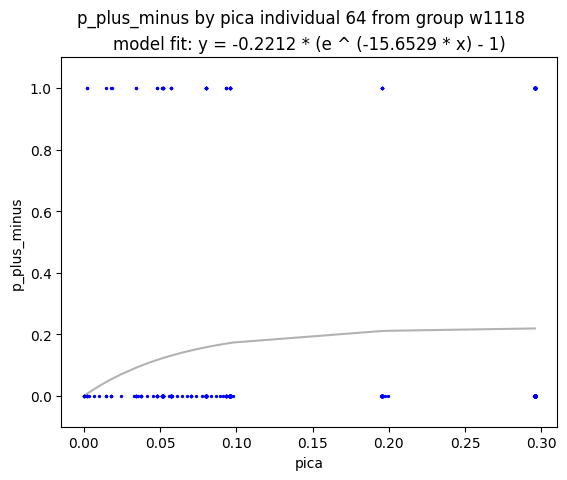 p_plus_minus by pica individual 64 from group w1118
model fit: y = -0.2212 * (e ^ (-15.6529 * x) - 1)
1.0
0.8
0.6
0.4
0.2
0.0
p_plus_minus
0.00 0.05 0.10 0.15 0.20 0.25 0.30
pica